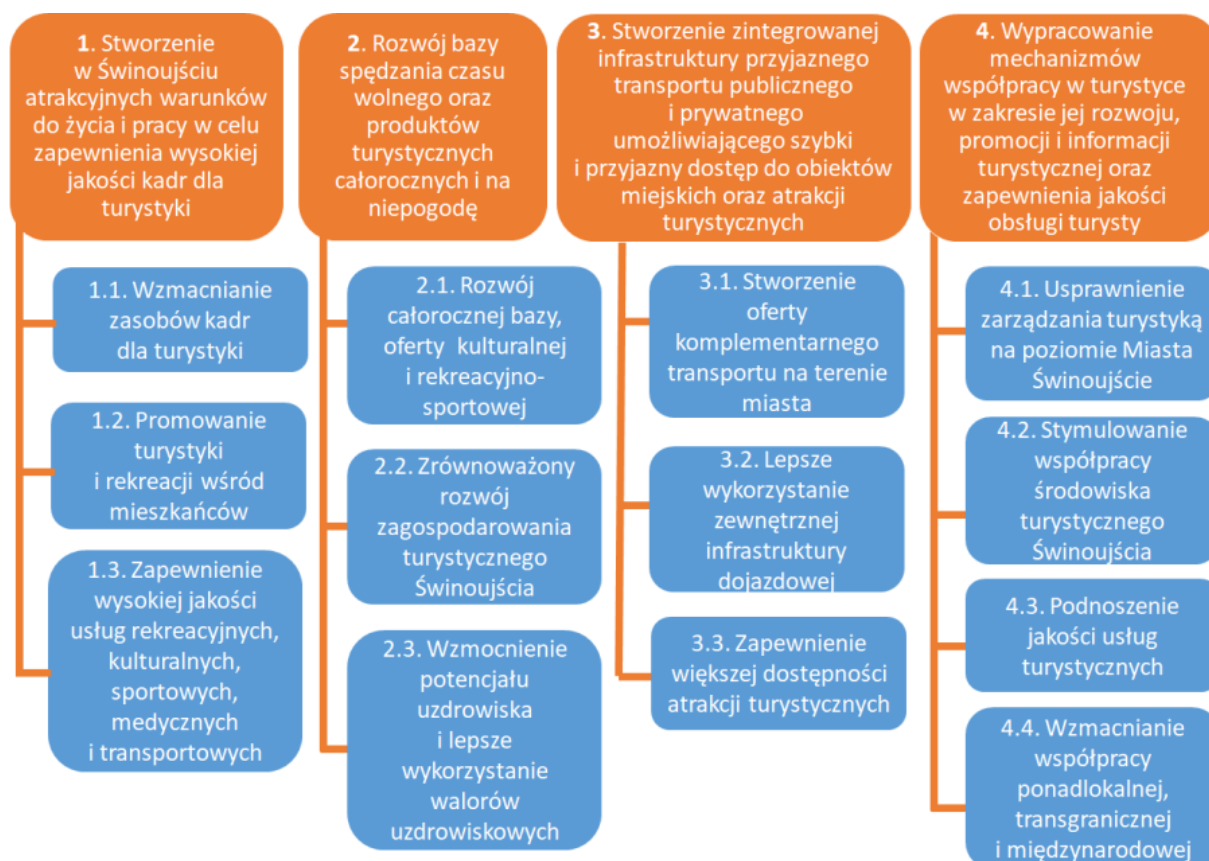 1. Stworzenie
w Świnoujściu
atrakcyjnych warunków
do życia i pracy w celu
zapewnienia wysokiej
jakości kadr dla
turystyki
1.1. Wzmacnianie
zasobów kadr
dla turystyki
1.2. Promowanie
turystyki
i rekreacji wśród
mieszkańców
1.3. Zapewnienie
wysokiej jakości
usług rekreacyjnych,
kulturalnych,
sportowych,
medycznych
i transportowych
2. Rozwój bazy
spędzania czasu
wolnego oraz
produktów
turystycznych
całorocznych i na
niepogodę
2.1. Rozwój
całorocznej bazy,
oferty kulturalnej
i rekreacyjno-
sportowej
2.2. Zrównoważony
rozwój
zagospodarowania
turystycznego
Świnoujścia
2.3. Wzmocnienie
potencjału
uzdrowiska
i lepsze
wykorzystanie
walorów
uzdrowiskowych
3. Stworzenie zintegrowanej
infrastruktury przyjaznego
transportu publicznego
i prywatnego
umożliwiającego szybki
i przyjazny dostęp do obiektów
miejskich oraz atrakcji
turystycznych
3.1. Stworzenie
oferty
komplementarnego
transportu na terenie
miasta
3.2. Lepsze
wykorzystanie
zewnętrznej
infrastruktury
dojazdowej
3.3. Zapewnienie
większej dostępności
atrakcji turystycznych
4. Wypracowanie
mechanizmów
współpracy w turystyce
w zakresie jej rozwoju,
promocji i informacji
turystycznej oraz
zapewnienia jakości
obsługi turysty
4.1. Usprawnienie
zarządzania turystyką
na poziomie Miasta
Świnoujście
4.2. Stymulowanie
współpracy
środowiska
turystycznego
Świnoujścia
4.3. Podnoszenie
jakości usług
turystycznych
4.4. Wzmacnianie
współpracy
ponadlokalnej,
transgranicznej
i międzynarodowej